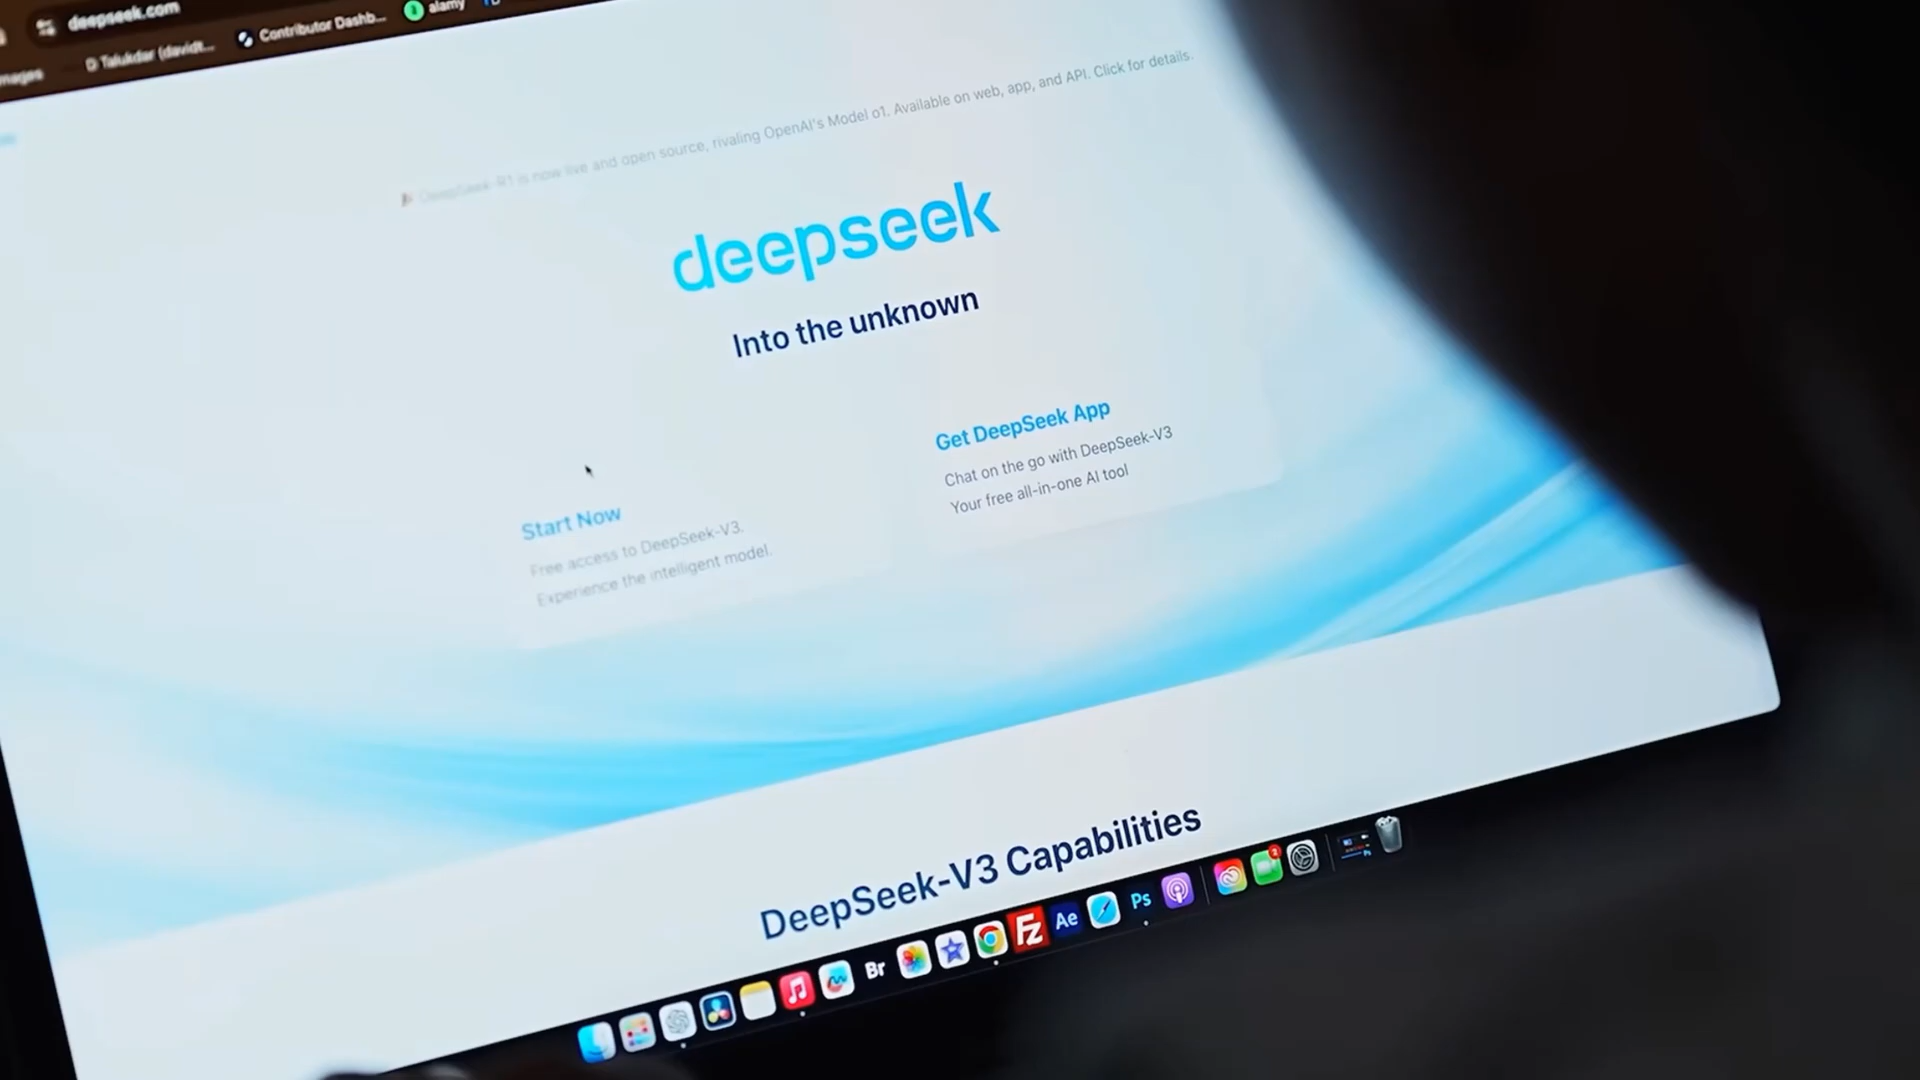 deepseek.com
D Talukdar (davidt...
Contributor Dashb...
alamy
DeepSeek-R1 is now live and open source, rivaling OpenAI's Model o1. Available on web, app, and API. Click for details.
deepseek
Into the unknown
Start Now
Free access to DeepSeek-V3.
Experience the intelligent model.
Get DeepSeek App
Chat on the go with DeepSeek-V3
Your free all-in-one AI tool
DeepSeek-V3 Capabilities
Br
Fz
Ae
Ps
2